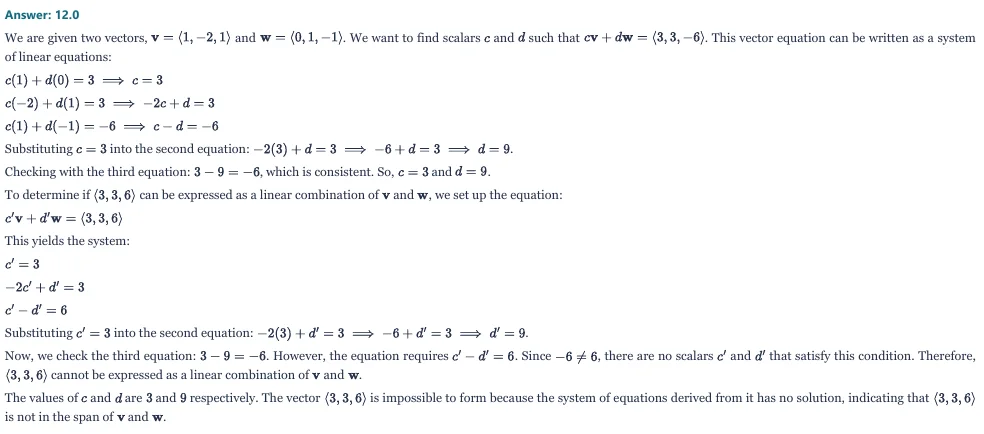 Answer: 12.0
We are given two vectors, v = ⟨1, −2, 1⟩ and w = ⟨0, 1, −1⟩. We want to find scalars c and d such that cv + dw = ⟨3, 3, −6⟩. This vector equation can be written as a system
of linear equations:
c(1) + d(0) = 3 ⟹ c = 3
c(−2) + d(1) = 3 ⟹ −2c + d = 3
c(1) + d(−1) = −6 ⟹ c − d = −6
Substituting c = 3 into the second equation: −2(3) + d = 3 ⟹ −6 + d = 3 ⟹ d = 9.
Checking with the third equation: 3 − 9 = −6, which is consistent. So, c = 3 and d = 9.
To determine if ⟨3, 3, 6⟩ can be expressed as a linear combination of v and w, we set up the equation:
c′v + d′w = ⟨3, 3, 6⟩
This yields the system:
c′ = 3
−2c′ + d′ = 3
c′ − d′ = 6
Substituting c′ = 3 into the second equation: −2(3) + d′ = 3 ⟹ −6 + d′ = 3 ⟹ d′ = 9.
Now, we check the third equation: 3 − 9 = −6. However, the equation requires c′ − d′ = 6. Since −6 ≠ 6, there are no scalars c′ and d′ that satisfy this condition. Therefore,
⟨3, 3, 6⟩ cannot be expressed as a linear combination of v and w.
The values of c and d are 3 and 9 respectively. The vector ⟨3, 3, 6⟩ is impossible to form because the system of equations derived from it has no solution, indicating that ⟨3, 3, 6⟩
is not in the span of v and w.